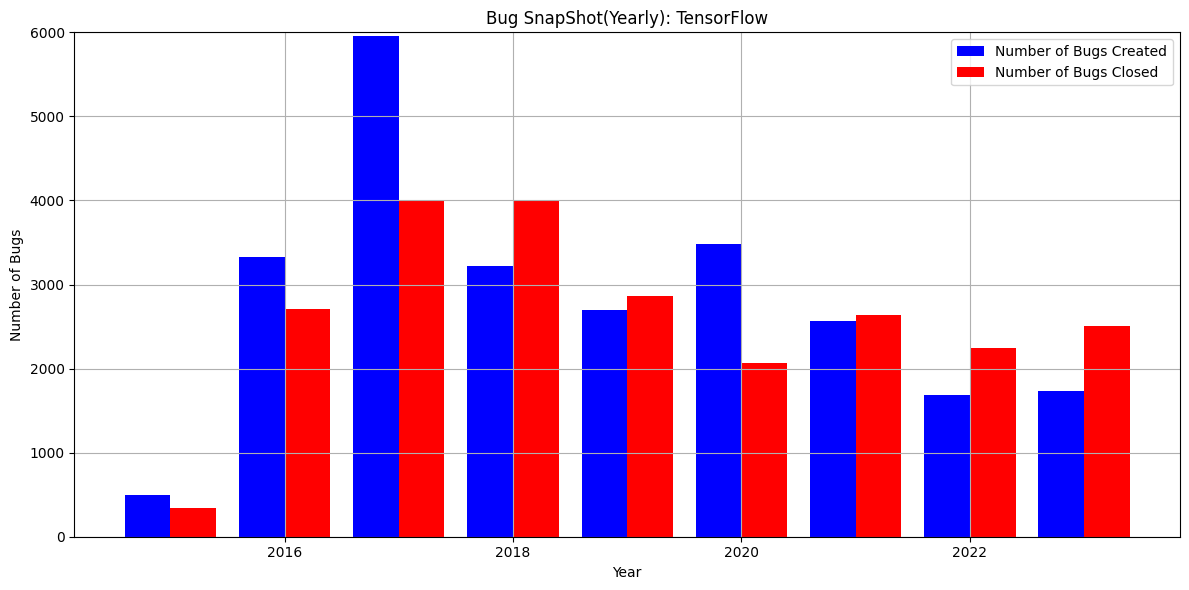 Bug SnapShot(Yearly): TensorFlow
Number of Bugs Created
Number of Bugs Closed
6000
5000
4000
3000
2000
1000
0
Number of Bugs
2016
2018
2020
2022
Year